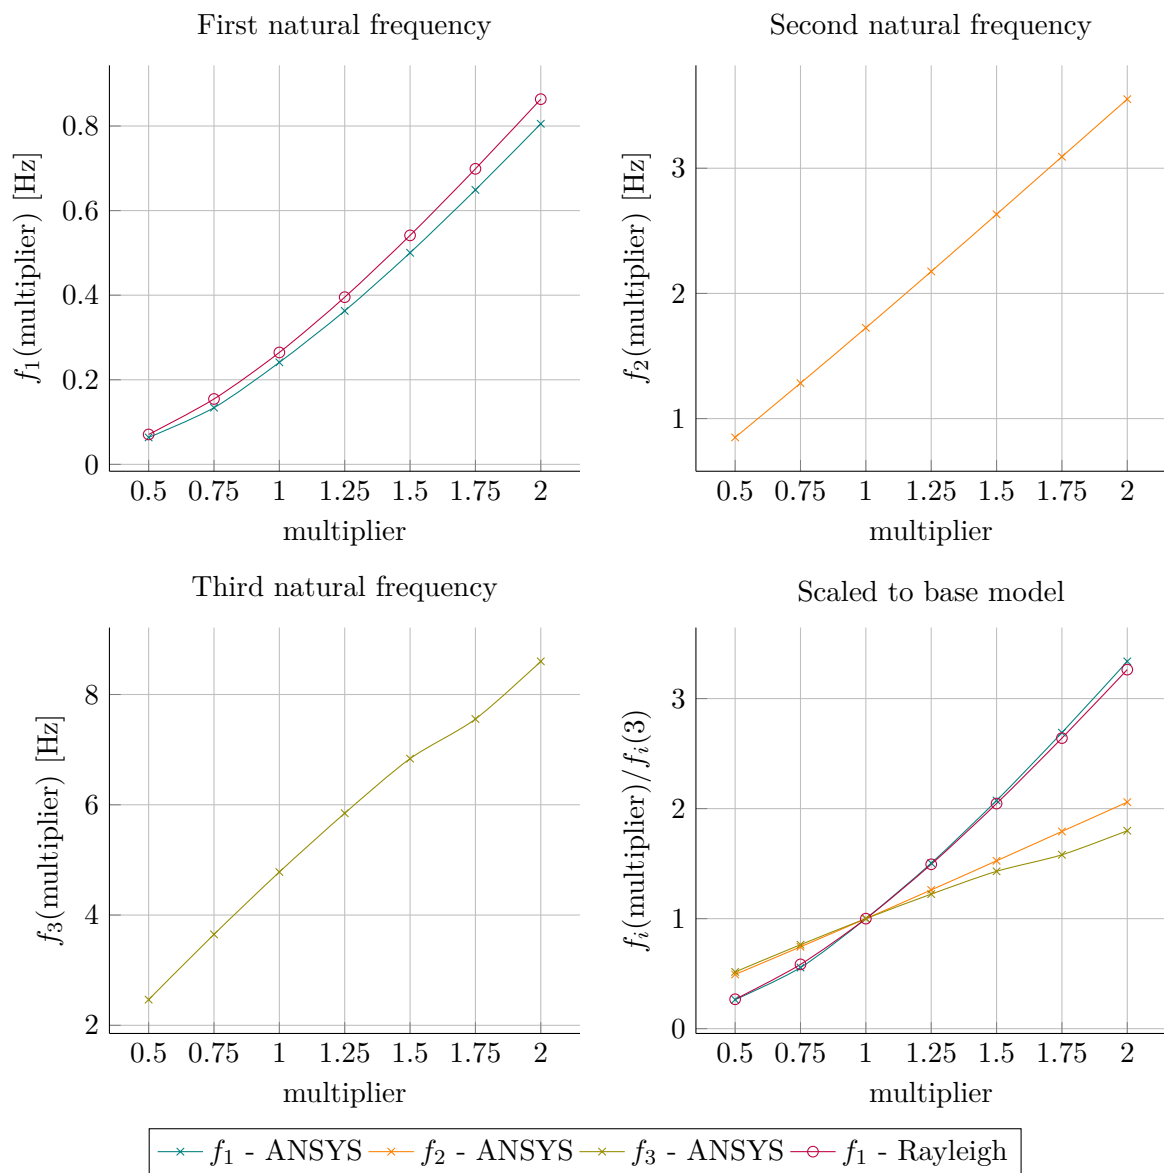 First natural frequency
f₁(multiplier) [Hz]
0.8
0.6
0.4
0.2
0
0.5 0.75 1 1.25 1.5 1.75 2
multiplier
Second natural frequency
f₂(multiplier) [Hz]
3
2
1
0.5 0.75 1 1.25 1.5 1.75 2
multiplier
Third natural frequency
f₃(multiplier) [Hz]
8
6
4
2
0.5 0.75 1 1.25 1.5 1.75 2
multiplier
Scaled to base model
fᵢ(multiplier)/fᵢ(3)
3
2
1
0
0.5 0.75 1 1.25 1.5 1.75 2
multiplier
f₁ - ANSYS f₂ - ANSYS f₃ - ANSYS f₁ - Rayleigh